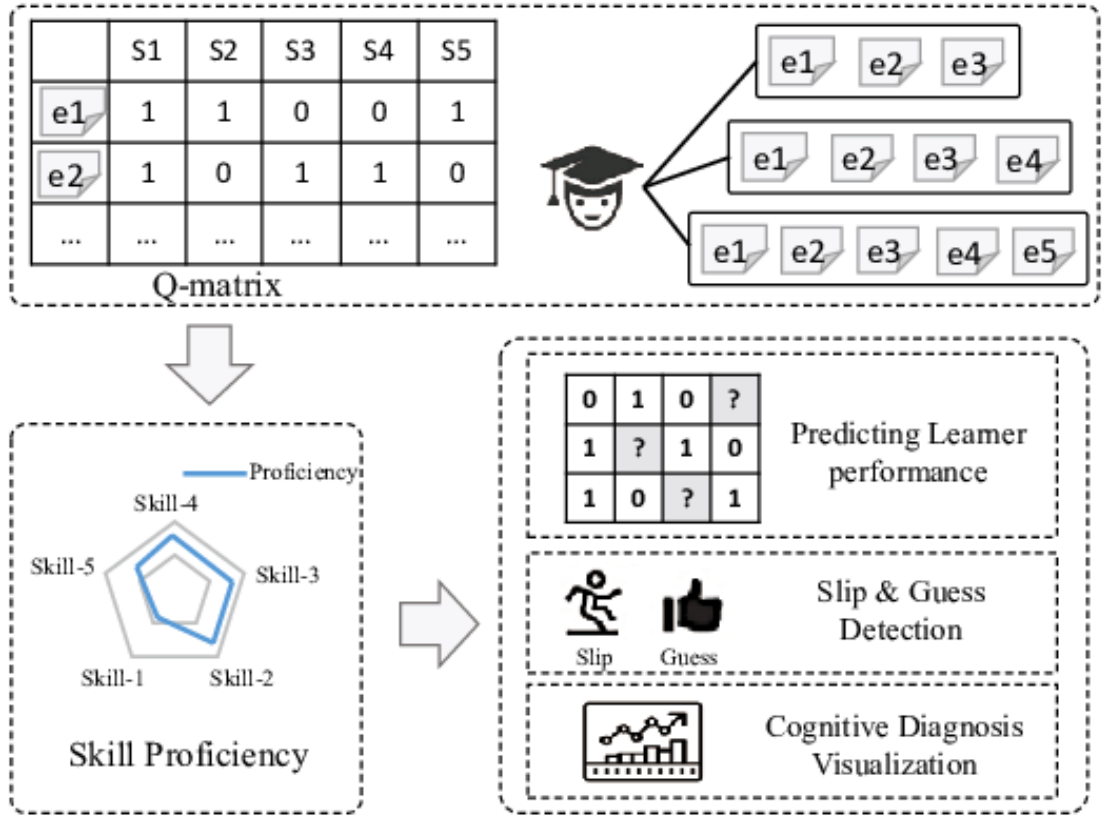 S1 S2 S3 S4 S5
e1 1 1 0 0 1
e2 1 0 1 1 0
... ... ... ... ... ...
Q-matrix
e1 e2 e3
e1 e2 e3 e4
e1 e2 e3 e4 e5
Proficiency
Skill-4
Skill-5
Skill-3
Skill-1
Skill-2
Skill Proficiency
0 1 0 ?
1 ? 1 0
1 0 ? 1
Predicting Learner
performance
Slip
Guess
Slip & Guess
Detection
Cognitive Diagnosis
Visualization